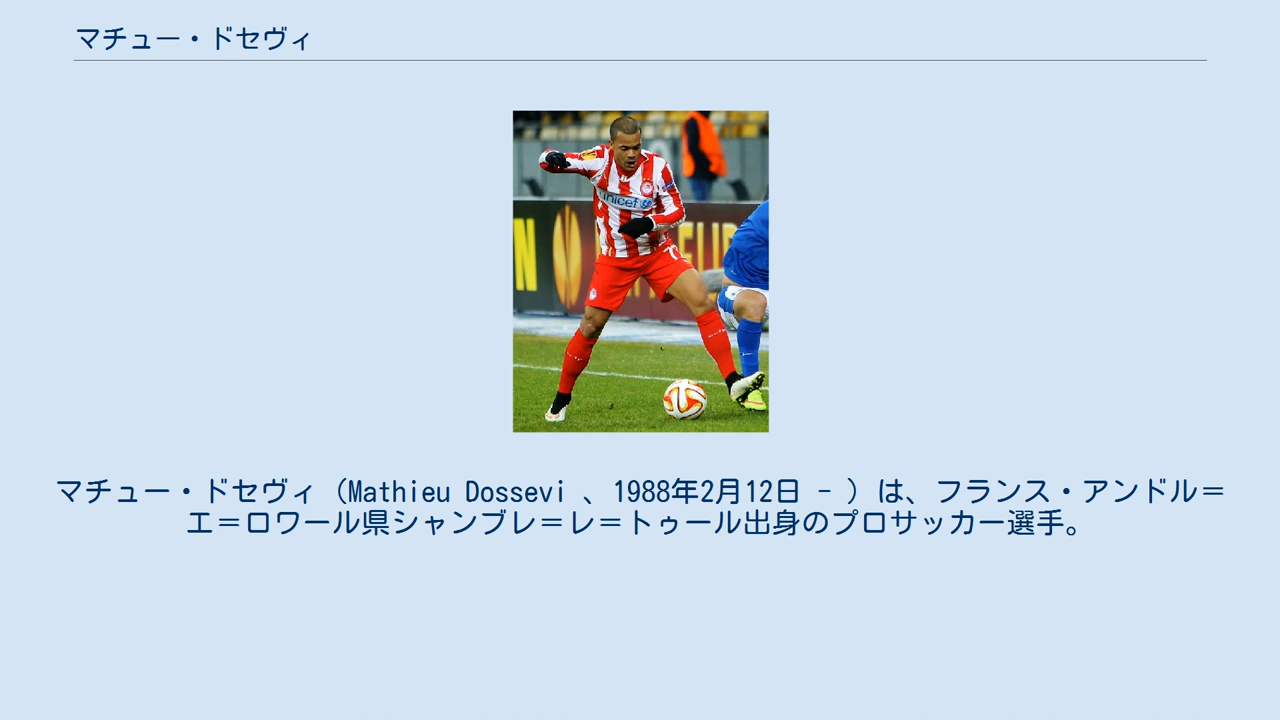 マチュー・ドセヴィ
unicef
N
EUR
マチュー・ドセヴィ（Mathieu Dossevi 、1988年2月12日 - ）は、フランス・アンドル＝
エ＝ロワール県シャンブレ＝レ＝トゥール出身のプロサッカー選手。